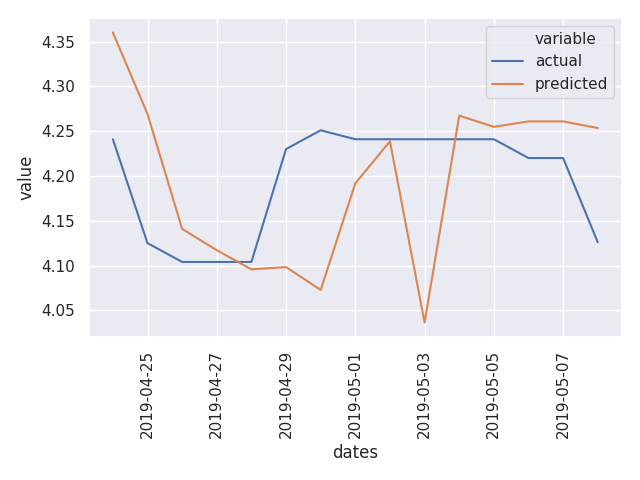 variable
actual
predicted
4.35
4.30
4.25
4.20
4.15
4.10
4.05
value
2019-04-25
2019-04-27
2019-04-29
2019-05-01
2019-05-03
2019-05-05
2019-05-07
dates